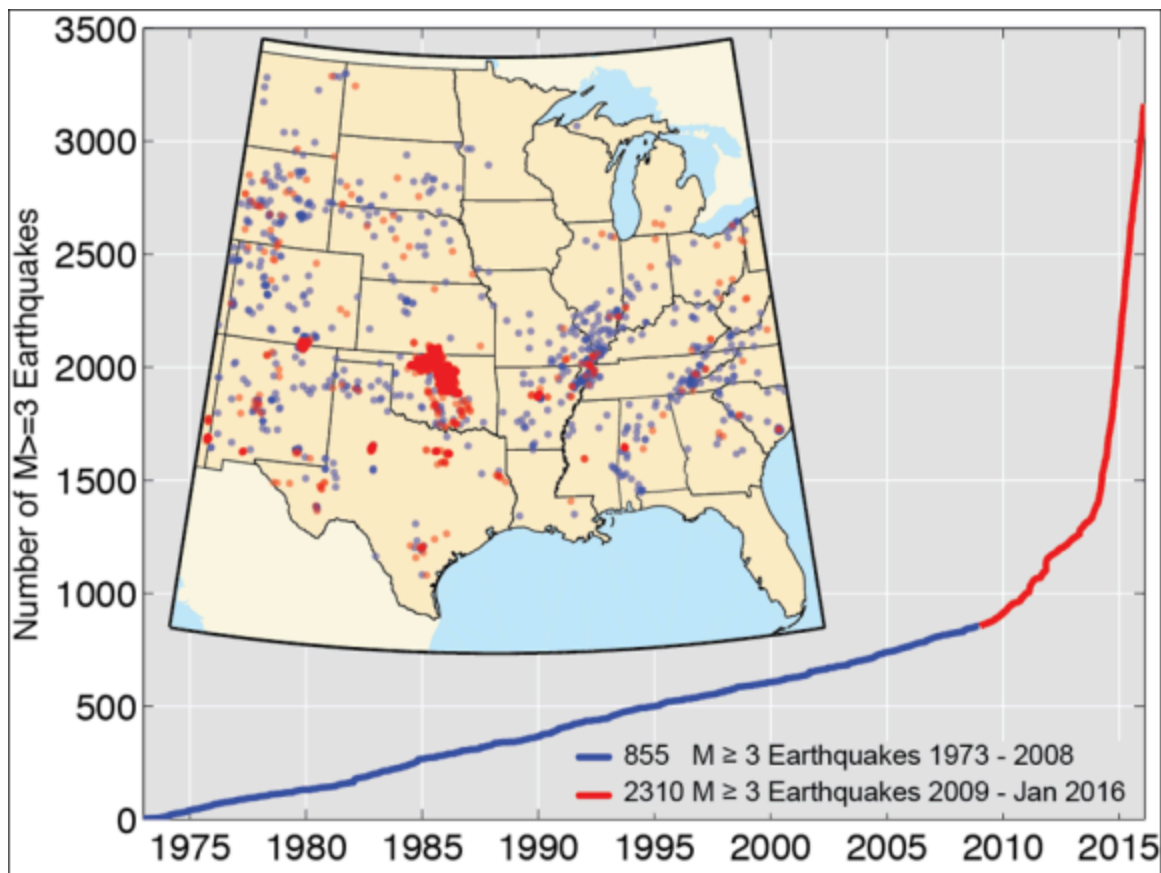 3500
3000
2500
2000
1500
1000
500
0
Number of M>=3 Earthquakes
855 M ≥ 3 Earthquakes 1973 - 2008
2310 M ≥ 3 Earthquakes 2009 - Jan 2016
1975 1980 1985 1990 1995 2000 2005 2010 2015